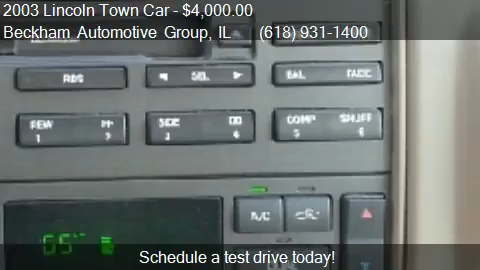 2003 Lincoln Town Car - $4,000.00
Beckham Automotive Group, IL (618) 931-1400
RDS
SEL
BAL FADE
REW
1 2
SIDE
3 4
COMP SHUFF
5 6
A/C
66°
Schedule a test drive today!